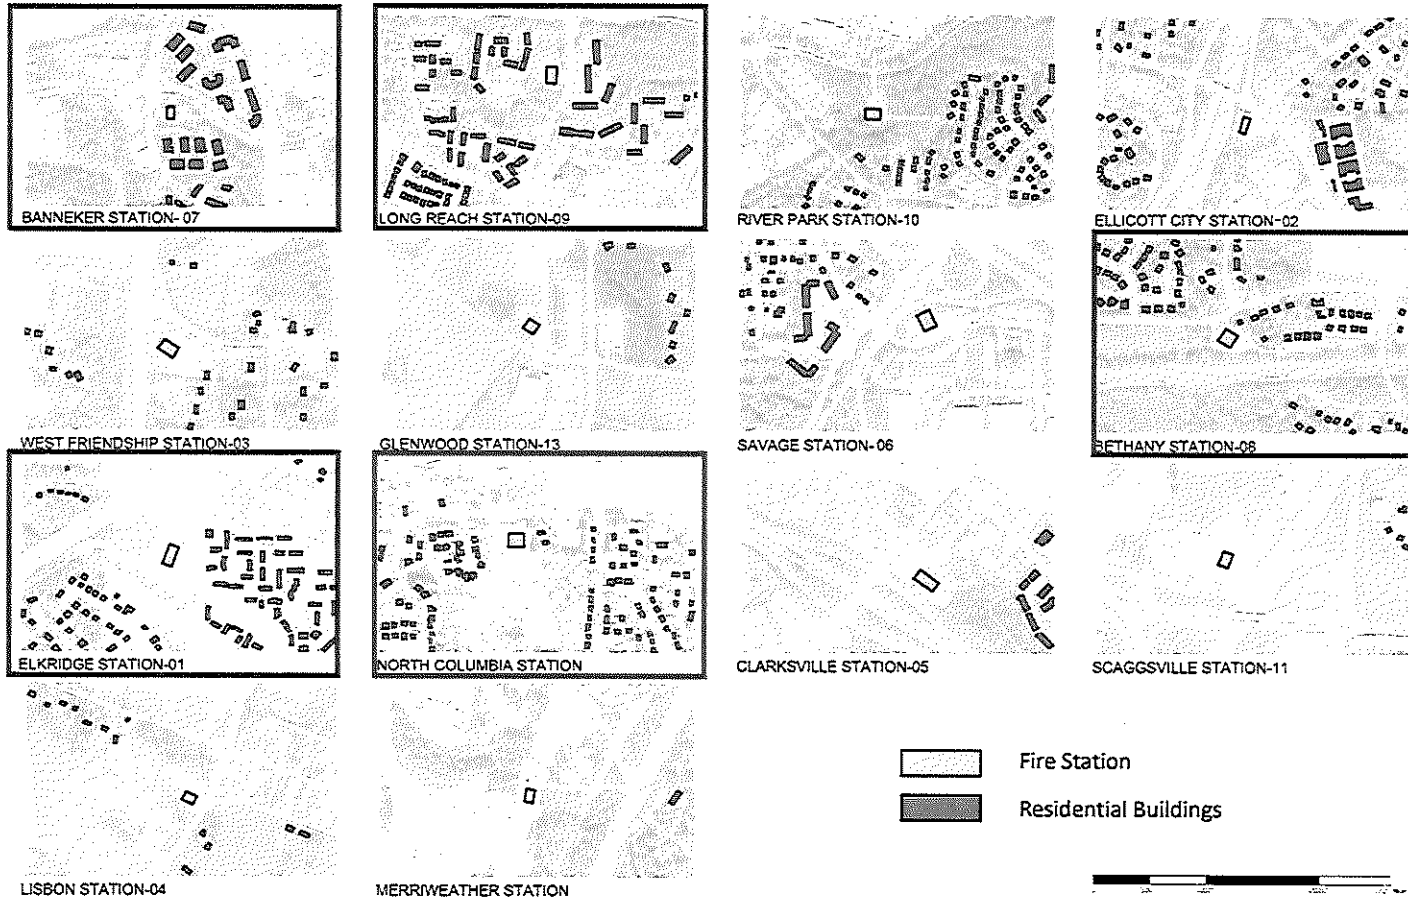 BANNEKER STATION- 07
LONG REACH STATION-09
RIVER PARK STATION-10
ELLICOTT CITY STATION-02
WEST FRIENDSHIP STATION-03
GLENWOOD STATION-13
SAVAGE STATION-06
BETHANY STATION-08
ELKRIDGE STATION-01
NORTH COLUMBIA STATION
CLARKSVILLE STATION-05
SCAGGSVILLE STATION-11
LISBON STATION-04
MERRIWEATHER STATION
Fire Station
Residential Buildings